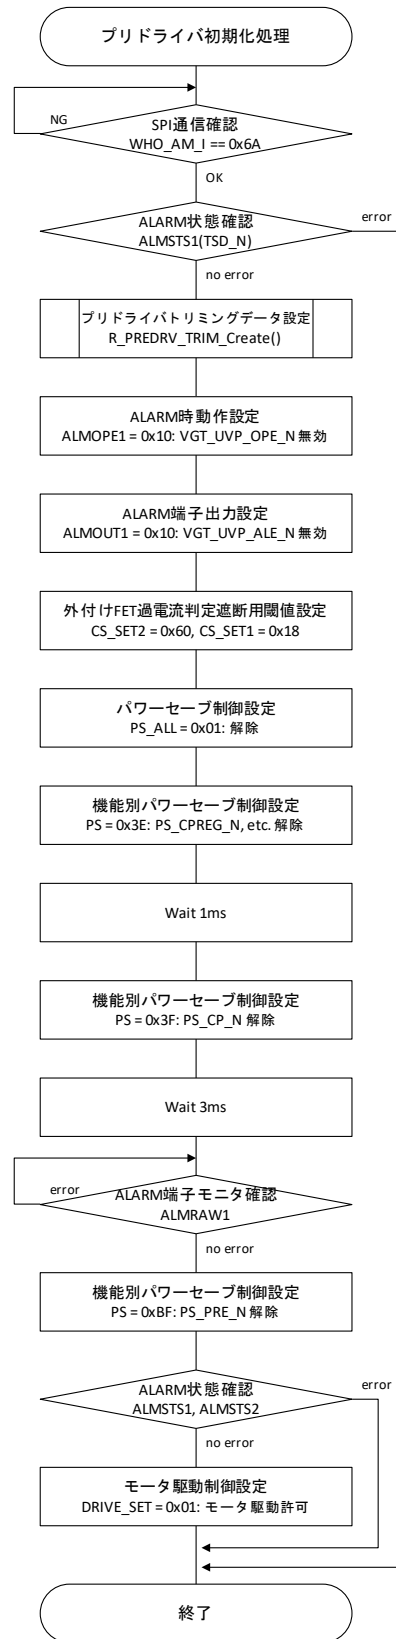 プリドライバ初期化処理
NG
SPI通信確認
WHO_AM_I == 0x6A
OK
ALARM状態確認
ALMSTS1(TSD_N)
error
no error
プリドライバトリミングデータ設定
R_PREDRV_TRIM_Create()
ALARM時動作設定
ALMOPE1 = 0x10: VGT_UVP_OPE_N 無効
ALARM端子出力設定
ALMOUT1 = 0x10: VGT_UVP_ALE_N 無効
外付けFET過電流判定遮断用閾値設定
CS_SET2 = 0x60, CS_SET1 = 0x18
パワーセーブ制御設定
PS_ALL = 0x01: 解除
機能別パワーセーブ制御設定
PS = 0x3E: PS_CPREG_N, etc. 解除
Wait 1ms
機能別パワーセーブ制御設定
PS = 0x3F: PS_CP_N 解除
Wait 3ms
error
ALARM端子モニタ確認
ALMRAW1
no error
機能別パワーセーブ制御設定
PS = 0xBF: PS_PRE_N 解除
ALARM状態確認
ALMSTS1, ALMSTS2
error
no error
モータ駆動制御設定
DRIVE_SET = 0x01: モータ駆動許可
終了